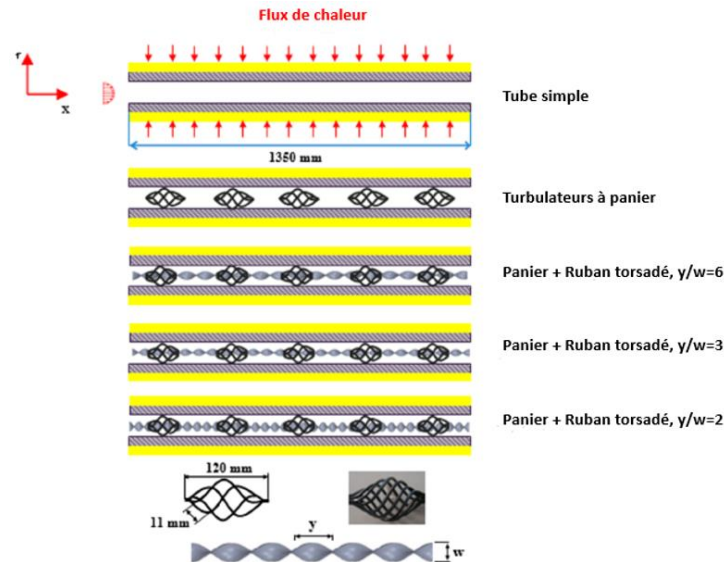 Flux de chaleur
r
x
Tube simple
1350 mm
Turbulateurs à panier
Panier + Ruban torsadé, y/w=6
Panier + Ruban torsadé, y/w=3
Panier + Ruban torsadé, y/w=2
120 mm
11 mm
y
w